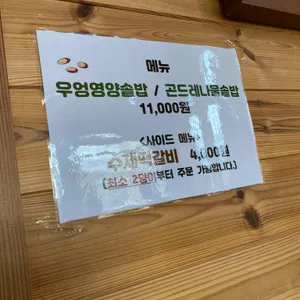 메뉴
우엉영양솥밥 / 곤드레나물솥밥
11,000원
<사이드 메뉴>
수제떡갈비 4,000원
(최소 2덩이부터 주문 가능합니다.)